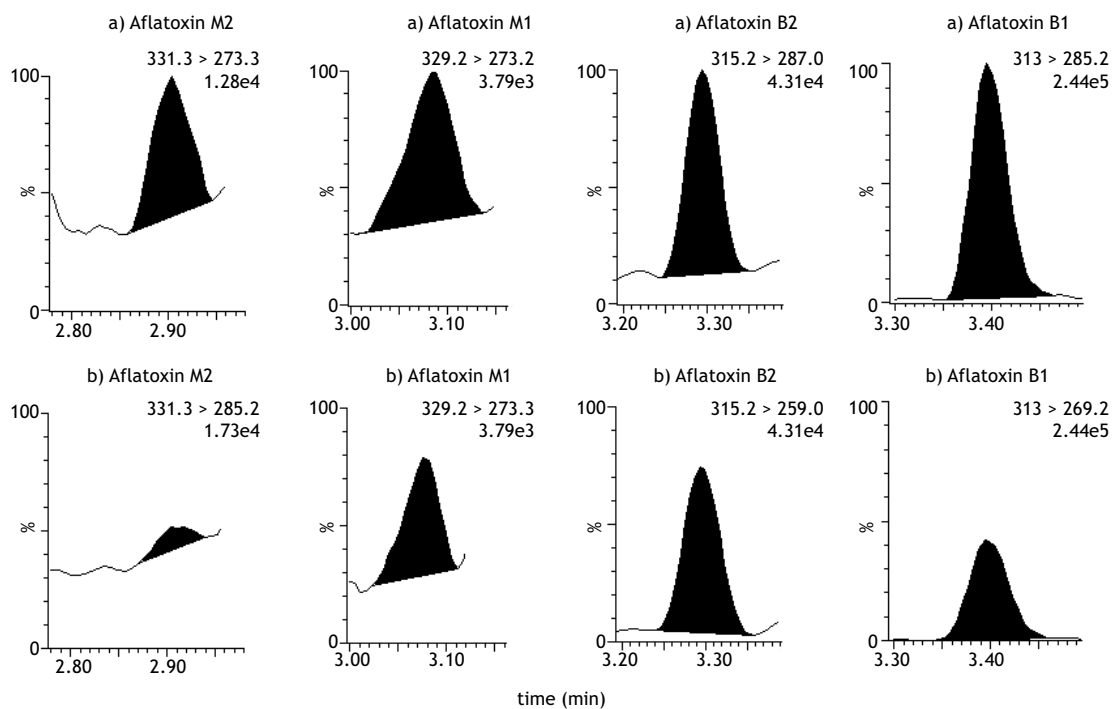 a) Aflatoxin M2
331.3 > 273.3
1.28e4
100
%
0
2.80 2.90
a) Aflatoxin M1
329.2 > 273.2
3.79e3
100
%
0
3.00 3.10
a) Aflatoxin B2
315.2 > 287.0
4.31e4
100
%
0
3.20 3.30
a) Aflatoxin B1
313 > 285.2
2.44e5
100
%
0
3.30 3.40
b) Aflatoxin M2
331.3 > 285.2
1.73e4
100
%
0
2.80 2.90
b) Aflatoxin M1
329.2 > 273.3
3.79e3
100
%
0
3.00 3.10
b) Aflatoxin B2
315.2 > 259.0
4.31e4
100
%
0
3.20 3.30
b) Aflatoxin B1
313 > 269.2
2.44e5
100
%
0
3.30 3.40
time (min)